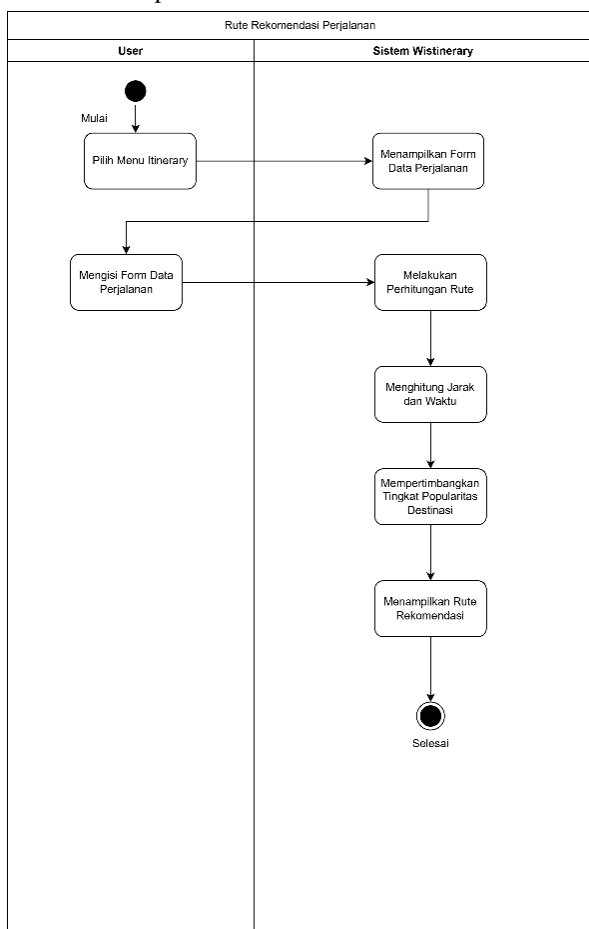 Rute Rekomendasi Perjalanan
User
Sistem Wistinerary
Mulai
Pilih Menu Itinerary
Menampilkan Form
Data Perjalanan
Mengisi Form Data
Perjalanan
Melakukan
Perhitungan Rute
Menghitung Jarak
dan Waktu
Mempertimbangkan
Tingkat Popularitas
Destinasi
Menampilkan Rute
Rekomendasi
Selesai